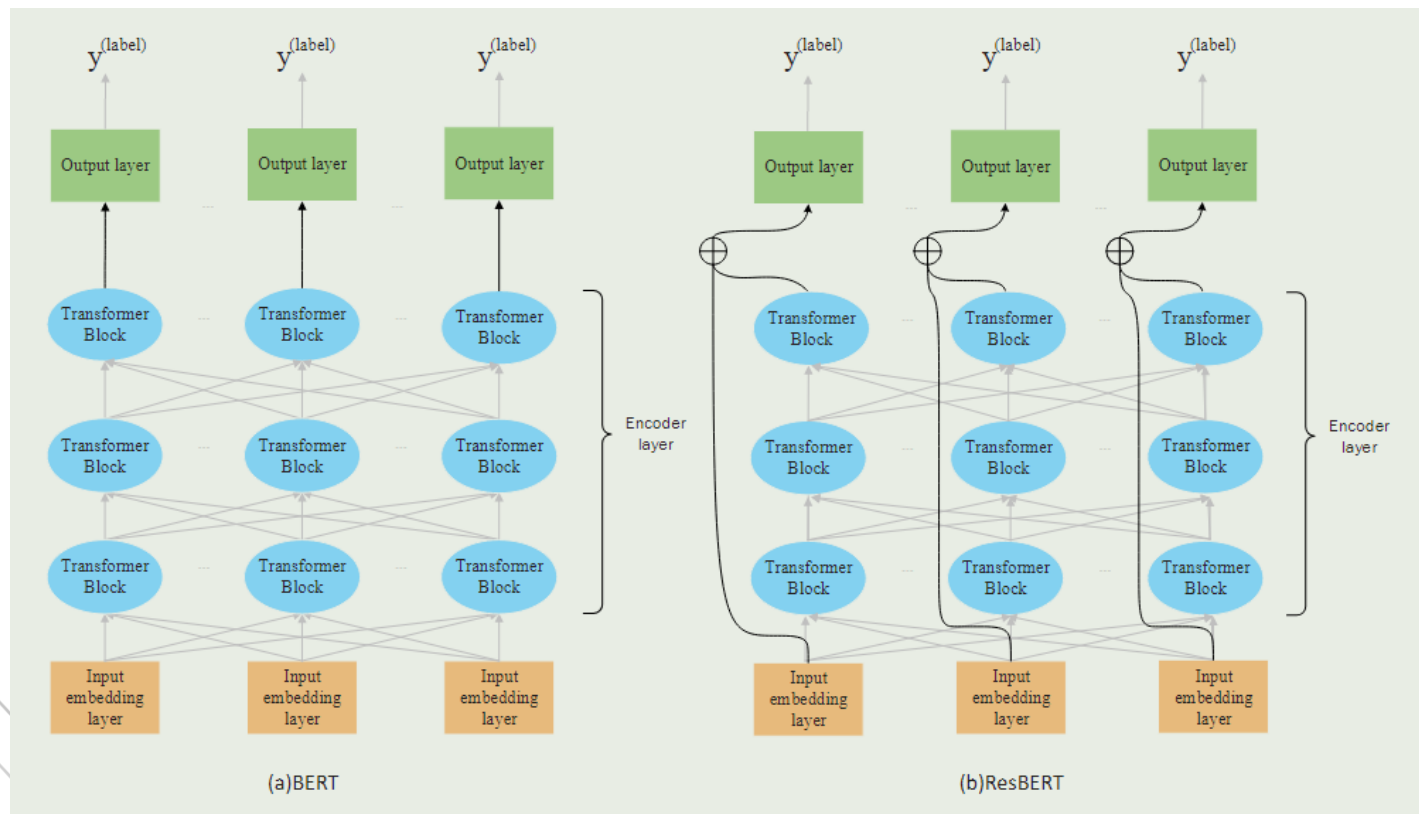 y(label) y(label) y(label) y(label) y(label) y(label)
Output layer ... Output layer ... Output layer Output layer ... Output layer ... Output layer
Transformer ... Transformer ... Transformer Transformer ... Transformer ... Transformer
Block Block Block Block Block Block
Encoder Encoder
layer layer
Transformer ... Transformer ... Transformer Transformer ... Transformer ... Transformer
Block Block Block Block Block Block
Transformer ... Transformer ... Transformer Transformer ... Transformer ... Transformer
Block Block Block Block Block Block
Input Input Input Input Input Input
embedding embedding embedding embedding embedding embedding
layer layer layer layer layer layer
(a)BERT (b)ResBERT